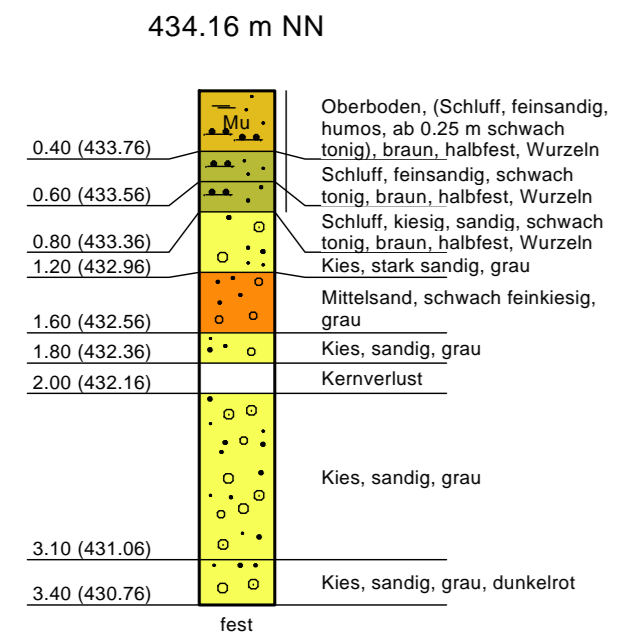 434.16 m NN
Mu
Oberboden, (Schluff, feinsandig,
humos, ab 0.25 m schwach
0.40 (433.76)
tonig), braun, halbfest, Wurzeln
Schluff, feinsandig, schwach
0.60 (433.56)
tonig, braun, halbfest, Wurzeln
Schluff, kiesig, sandig, schwach
0.80 (433.36)
tonig, braun, halbfest, Wurzeln
1.20 (432.96)
Kies, stark sandig, grau
Mittelsand, schwach feinkiesig,
1.60 (432.56)
grau
1.80 (432.36)
Kies, sandig, grau
2.00 (432.16)
Kernverlust
Kies, sandig, grau
3.10 (431.06)
3.40 (430.76)
Kies, sandig, grau, dunkelrot
fest